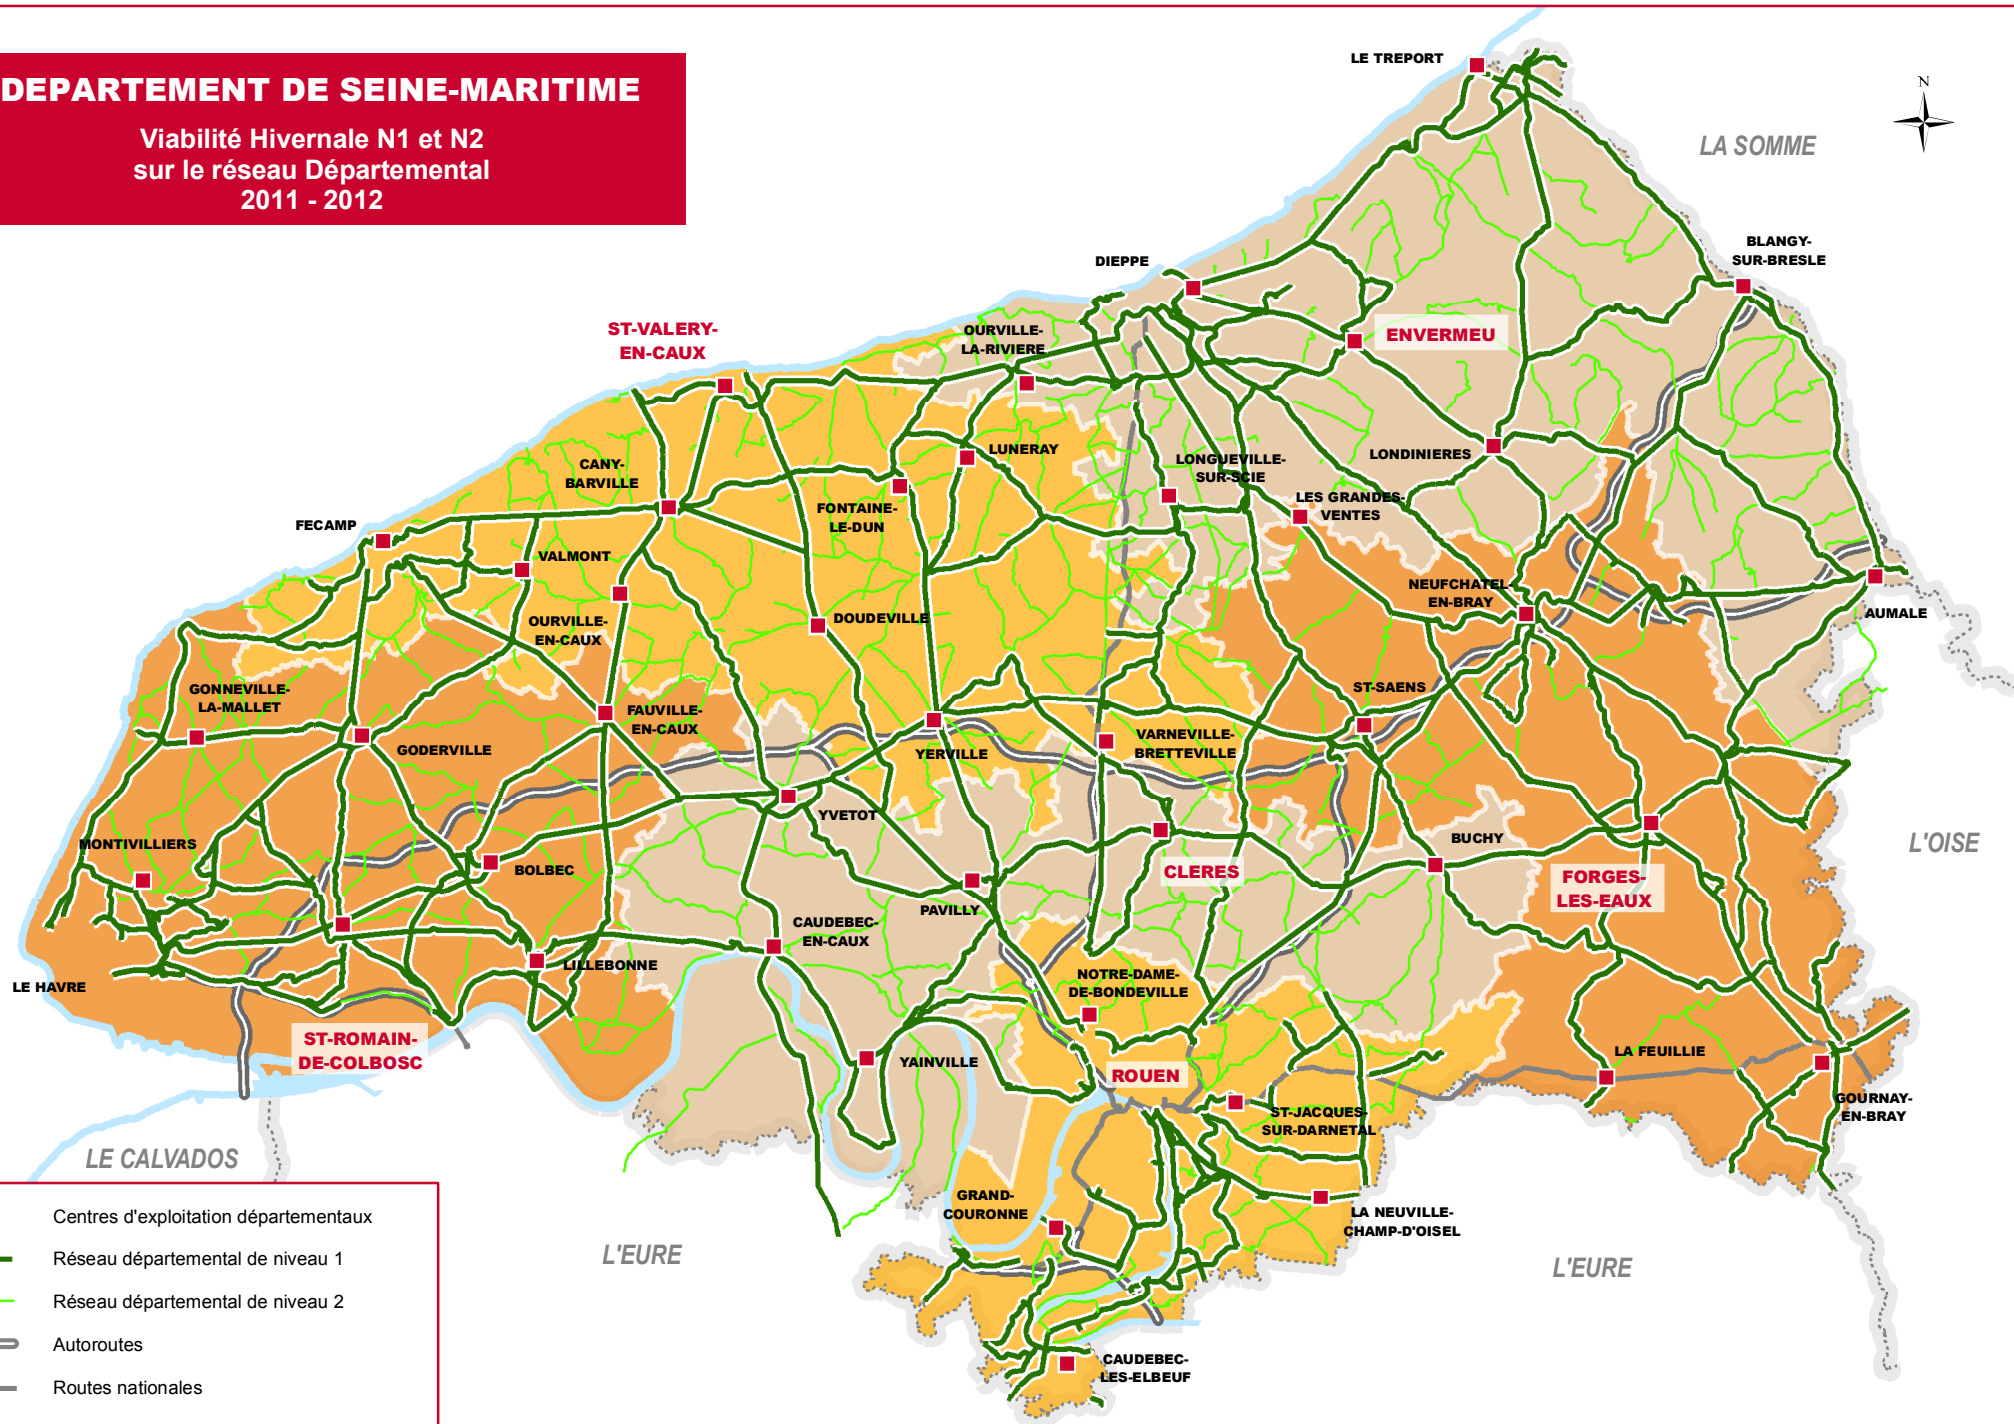 DEPARTEMENT DE SEINE-MARITIME
Viabilité Hivernale N1 et N2
sur le réseau Départemental
2011 - 2012
LE TREPORT
N
LA SOMME
BLANGY-
SUR-BRESLE
DIEPPE
ST-VALERY-
EN-CAUX
OURVILLE-
LA-RIVIERE
ENVERMEU
CANY-
BARVILLE
LUNERAY
LONGUEVILLE-
SUR-SCIE
LONDINIERES
FECAMP
FONTAINE-
LE-DUN
LES GRANDES-
VENTES
VALMONT
NEUFCHATEL-
EN-BRAY
AUMALE
OURVILLE-
EN-CAUX
DOUDEVILLE
GONNEVILLE-
LA-MALLET
ST-SAENS
FAUVILLE-
EN-CAUX
GODERVILLE
YERVILLE
VARNEVILLE-
BRETTEVILLE
MONTIVILLIERS
YVETOT
BUCHY
L'OISE
BOLBEC
CLERES
FORGES-
LES-EAUX
PAVILLY
CAUDEBEC-
EN-CAUX
LILLEBONNE
LE HAVRE
NOTRE-DAME-
DE-BONDEVILLE
ST-ROMAIN-
DE-COLBOSC
YAINVILLE
ROUEN
LA FEUILLIE
GOURNAY-
EN-BRAY
ST-JACQUES-
SUR-DARNETAL
LE CALVADOS
GRAND-
COURONNE
LA NEUVILLE-
CHAMP-D'OISEL
L'EURE
L'EURE
CAUDEBEC-
LES-ELBEUF
Centres d'exploitation départementaux
Réseau départemental de niveau 1
Réseau départemental de niveau 2
Autoroutes
Routes nationales